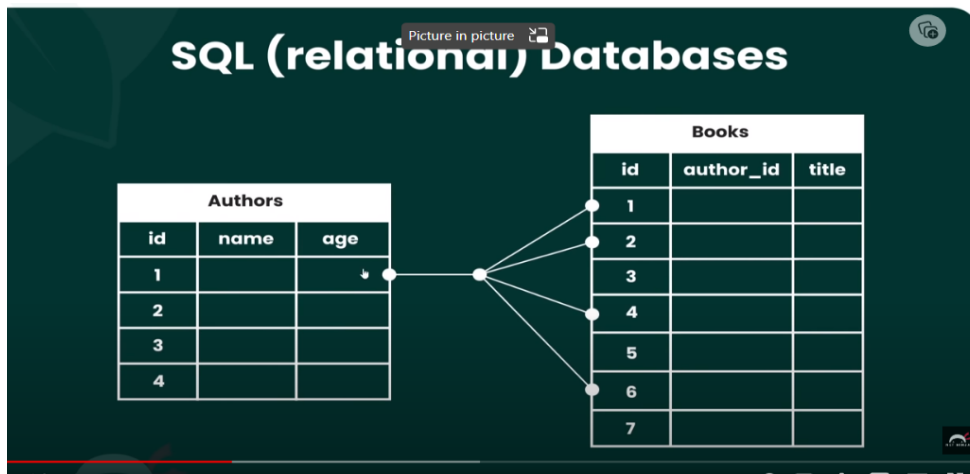 Picture in picture
SQL (relational) Databases
Authors
id name age
1
2
3
4
Books
id author_id title
1
2
3
4
5
6
7